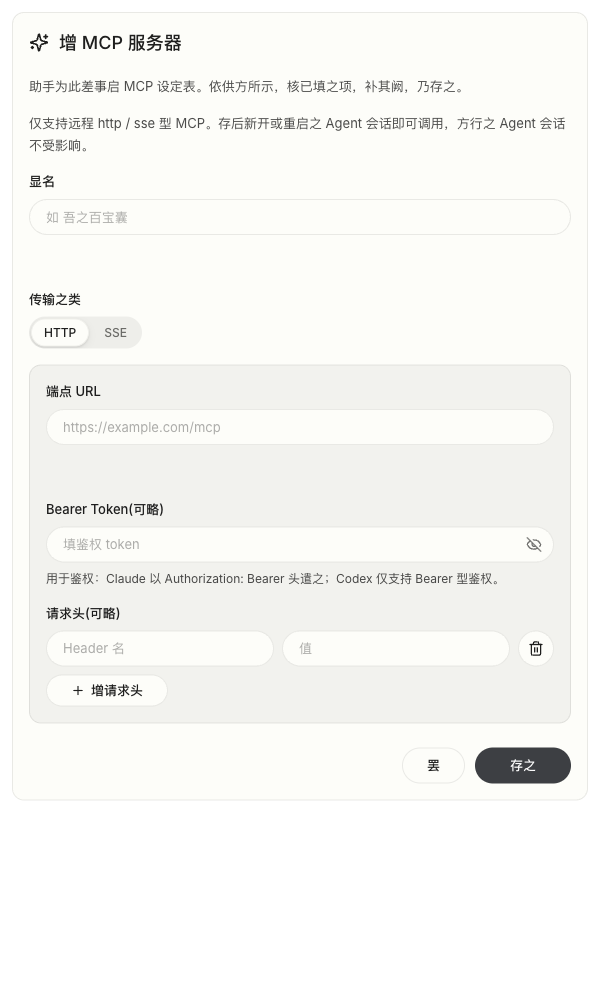 增 MCP 服务器
助手为此差事启 MCP 设定表。依供方所示，核已填之项，补其阙，乃存之。
仅支持远程 http / sse 型 MCP。存后新开或重启之 Agent 会话即可调用，方行之 Agent 会话
不受影响。
显名
如 吾之百宝囊
传输之类
HTTP SSE
端点 URL
https://example.com/mcp
Bearer Token(可略)
填鉴权 token
用于鉴权：Claude 以 Authorization: Bearer 头遣之；Codex 仅支持 Bearer 型鉴权。
请求头(可略)
Header 名 值
增请求头
罢 存之